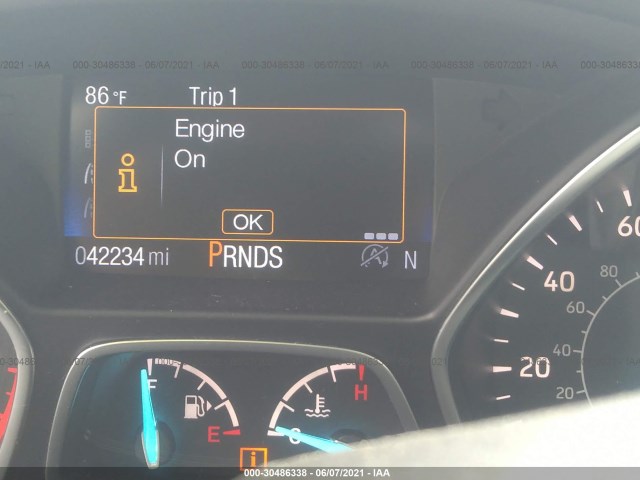 000-30486338 - 06/07/2021 - IAA
86 °F Trip 1
Engine
On
i
OK
042234 mi PRNDS N
60
40
20
80
60
40
20
F H
E C
i
000-30486338 - 06/07/2021 - IAA